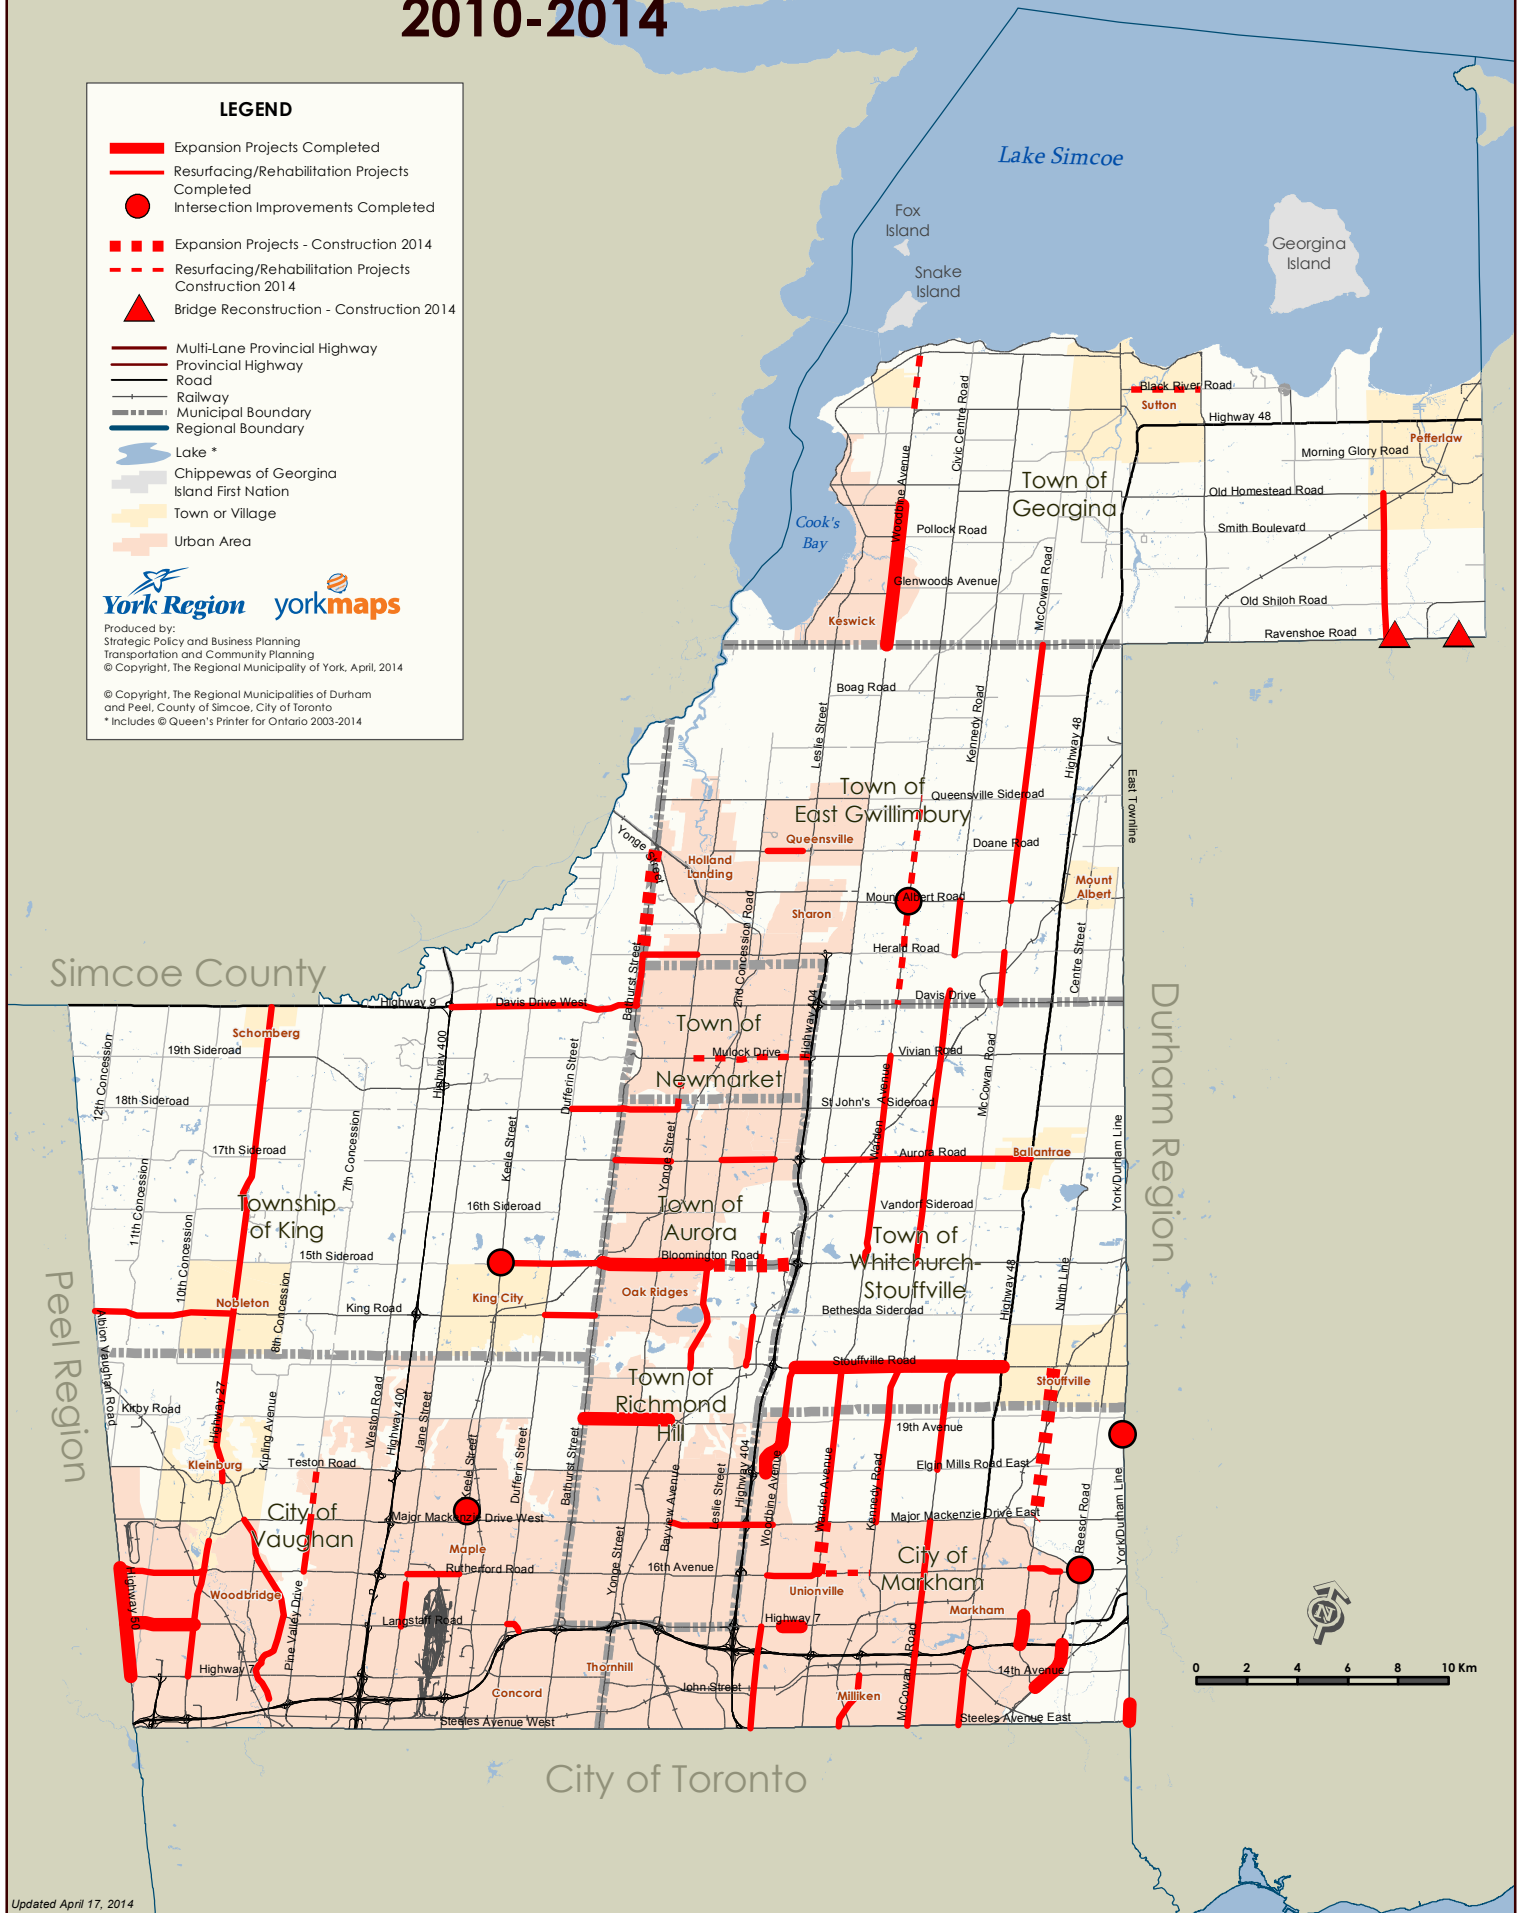 2010-2014
LEGEND
Expansion Projects Completed
Resurfacing/Rehabilitation Projects
Completed
Intersection Improvements Completed
Expansion Projects - Construction 2014
Resurfacing/Rehabilitation Projects
Construction 2014
Bridge Reconstruction - Construction 2014
Multi-Lane Provincial Highway
Provincial Highway
Road
Railway
Municipal Boundary
Regional Boundary
Lake *
Chippewas of Georgina
Island First Nation
Town or Village
Urban Area
York Region
yorkmaps
Produced by:
Strategic Policy and Business Planning
Transportation and Community Planning
© Copyright, The Regional Municipality of York, April, 2014
© Copyright, The Regional Municipalities of Durham
and Peel, County of Simcoe, City of Toronto
* Includes © Queen's Printer for Ontario 2003-2014
Lake Simcoe
Fox
Island
Snake
Island
Georgina
Island
Cook's
Bay
Black River Road
Sutton
Highway 48
Pefferlaw
Morning Glory Road
Civic Centre Road
Woodbine Avenue
Town of
Georgina
Old Homestead Road
Pollock Road
Smith Boulevard
Glenwoods Avenue
McCowan Road
Old Shiloh Road
Keswick
Ravenshoe Road
Boag Road
Leslie Street
Kennedy Road
Highway 48
East Townline
Town of
East Gwillimbury
Queensville Sideroad
Yonge Street
Queensville
Doane Road
Holland
Landing
Mount
Albert
Mount Albert Road
Sharon
2nd Concession Road
Herald Road
Centre Street
Simcoe County
Bathurst Street
Highway 9
Davis Drive West
Davis Drive
Highway 404
Durham Region
Schomberg
19th Sideroad
12th Concession
Highway 400
Dufferin Street
Town of
Newmarket
Mulock Drive
Vivian Road
McCowan Road
18th Sideroad
St John's Sideroad
Warden Avenue
17th Sideroad
7th Concession
Keele Street
Yonge Street
Aurora Road
Ballantrae
York/Durham Line
11th Concession
10th Concession
Township
of King
16th Sideroad
Town of
Aurora
Vandorf Sideroad
Town of
Whitchurch-
Stouffville
15th Sideroad
Bloomington Road
Peel Region
8th Concession
Nobleton
King City
Oak Ridges
King Road
Bethesda Sideroad
Highway 48
Ninth Line
Albion Vaughan Road
Stouffville Road
Stouffville
Town of
Richmond
Hill
Kirby Road
Highway 27
Kipling Avenue
Weston Road
Highway 400
Jane Street
19th Avenue
Kleinburg
Teston Road
Keele Street
Dufferin Street
Bathurst Street
Bayview Avenue
Leslie Street
Highway 404
Woodbine Avenue
Warden Avenue
Kennedy Road
Elgin Mills Road East
City of
Vaughan
Major Mackenzie Drive West
Major Mackenzie Drive East
Reesor Road
York/Durham Line
Maple
Rutherford Road
Yonge Street
16th Avenue
City of
Markham
Highway 50
Woodbridge
Pine Valley Drive
Unionville
Langstaff Road
Highway 7
Markham
Highway 7
Thornhill
McCowan Road
14th Avenue
Concord
John Street
Milliken
Steeles Avenue West
Steeles Avenue East
N
0 2 4 6 8 10 Km
City of Toronto
Updated April 17, 2014